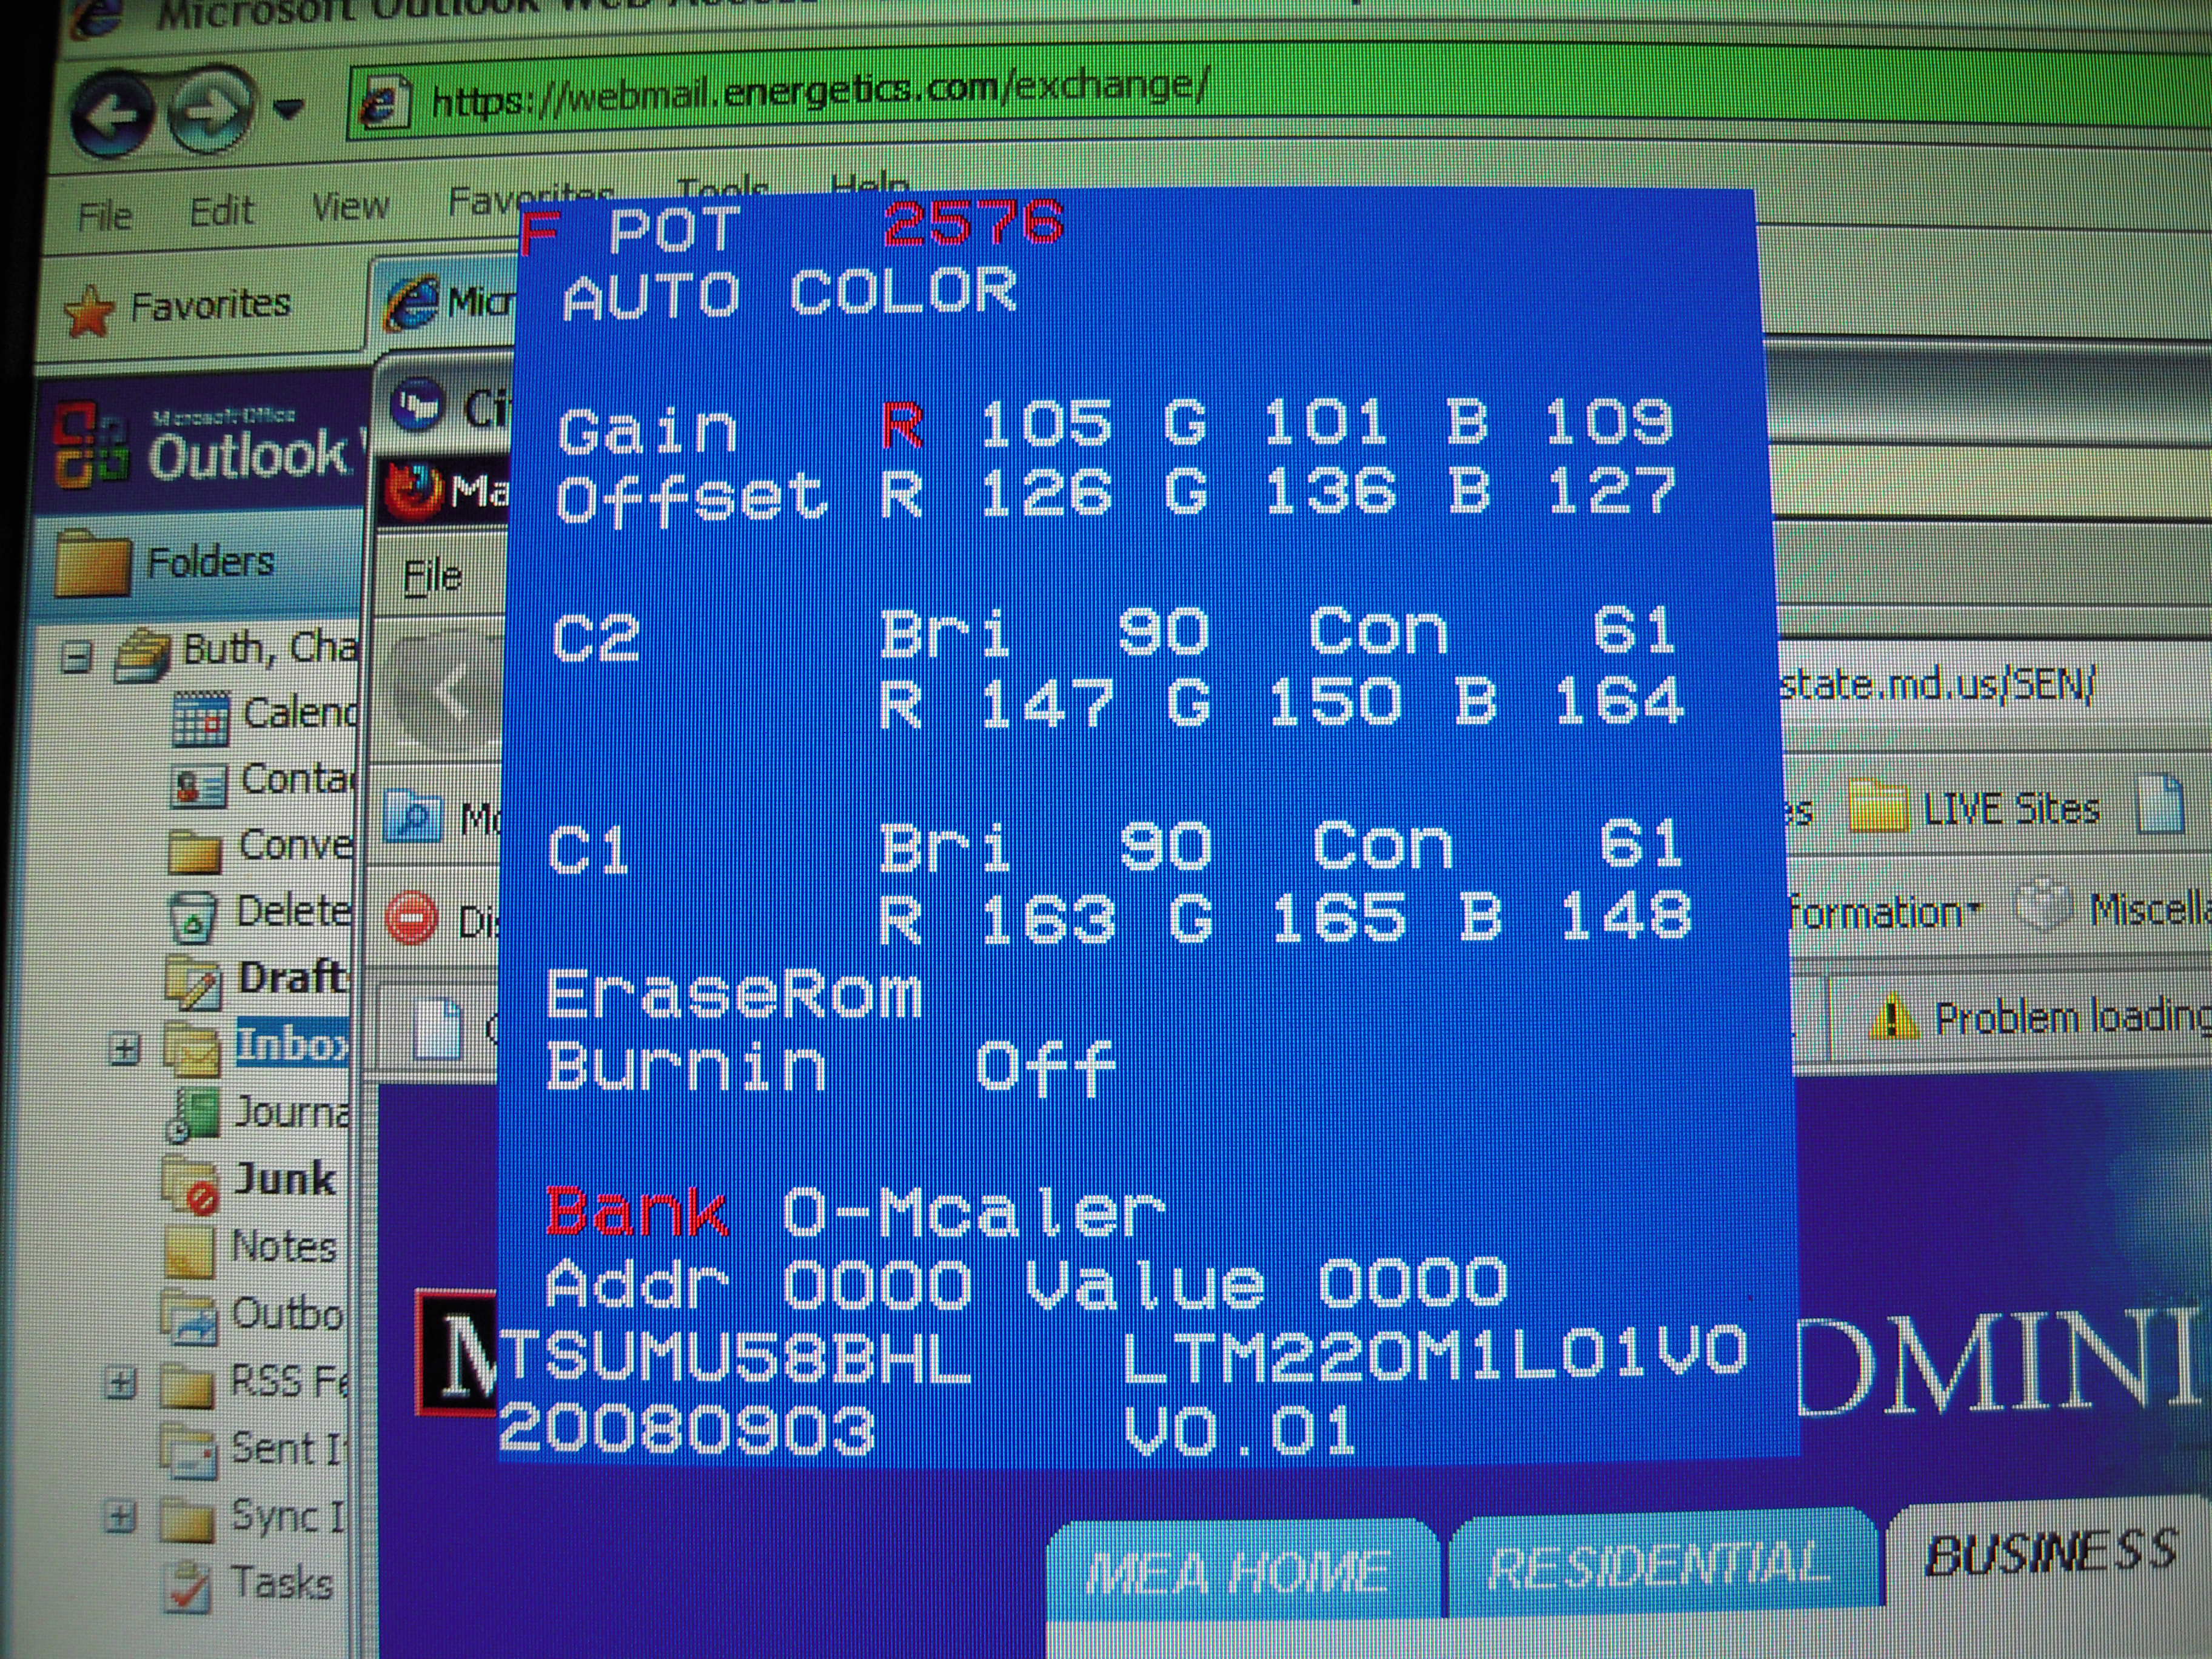 Microsoft Outlook Web Access
https://webmail.energetics.com/exchange/
File Edit View Favorites Tools Help
F POT 2576
AUTO COLOR
Favorites
Micr
Microsoft Office
Outlook
Ci
Gain R 105 G 101 B 109
Ma
Offset R 126 G 136 B 127
Folders
File
C2 Bri 90 Con 61
Buth, Cha
state.md.us/SEN/
R 147 G 150 B 164
Calend
Conta
Mo
es LIVE Sites
C1 Bri 90 Con 61
Conve
Delete
Dis
R 163 G 165 B 148
formation Miscella
Draft
EraseRom
Problem loading
Inbox
Burnin Off
Journa
Junk
Bank 0-Mcaler
Notes
Addr 0000 Value 0000
Outbo
M
TSUMU58BHL LTM220M1L01V0
DMINI
RSS Fe
20080903 V0.01
Sent I
Sync I
MEA HOME RESIDENTIAL BUSINESS
Tasks